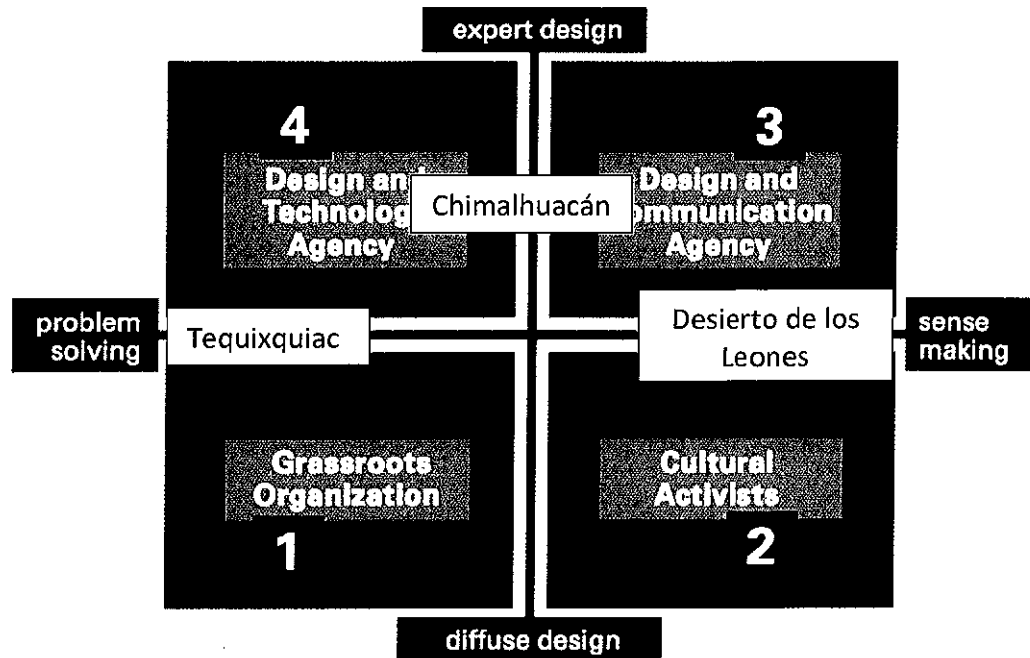 expert design
4
3
Design and
Technolog
Agency
Chimalhuacán
Design and
ommunication
Agency
problem
solving
Tequixquiac
Desierto de los
Leones
sense
making
Grassroots
Organization
1
Cultural
Activists
2
diffuse design